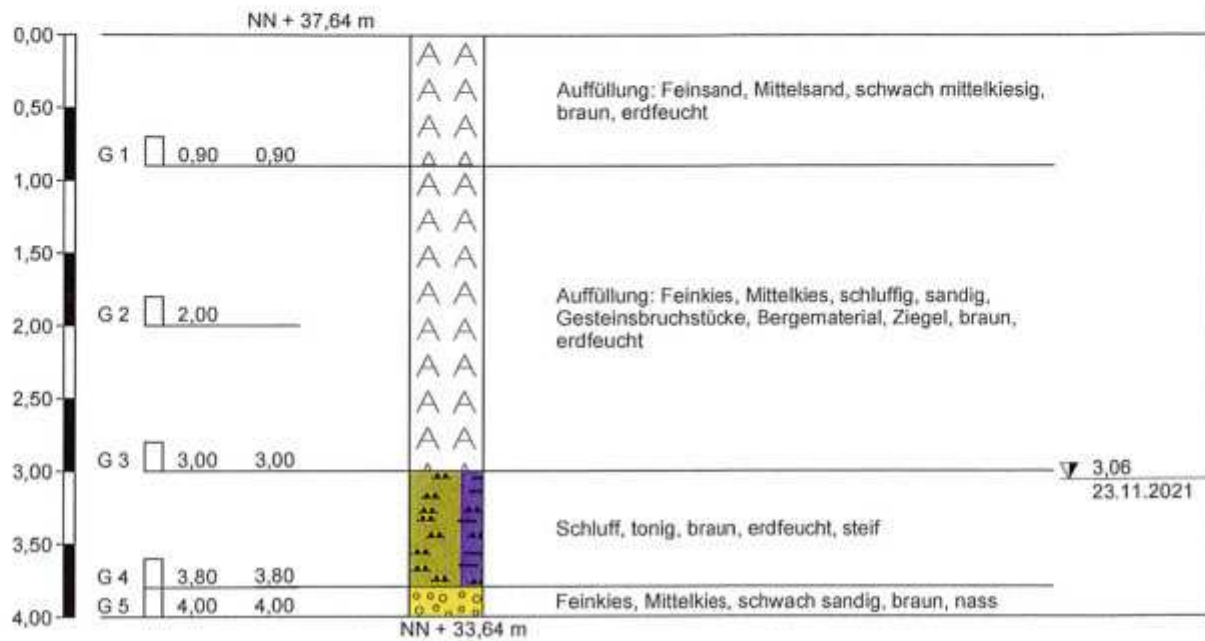 NN + 37,64 m
0,00
Auffüllung: Feinsand, Mittelsand, schwach mittelkiesig,
braun, erdfeucht
0,50
G 1 0,90 0,90
1,00
1,50
Auffüllung: Feinkies, Mittelkies, schluffig, sandig,
Gesteinsbruchstücke, Bergematerial, Ziegel, braun,
erdfeucht
G 2 2,00
2,00
2,50
G 3 3,00 3,00
3,00
3,06
23.11.2021
3,50
Schluff, tonig, braun, erdfeucht, steif
G 4 3,80 3,80
G 5 4,00 4,00
Feinkies, Mittelkies, schwach sandig, braun, nass
4,00
NN + 33,64 m